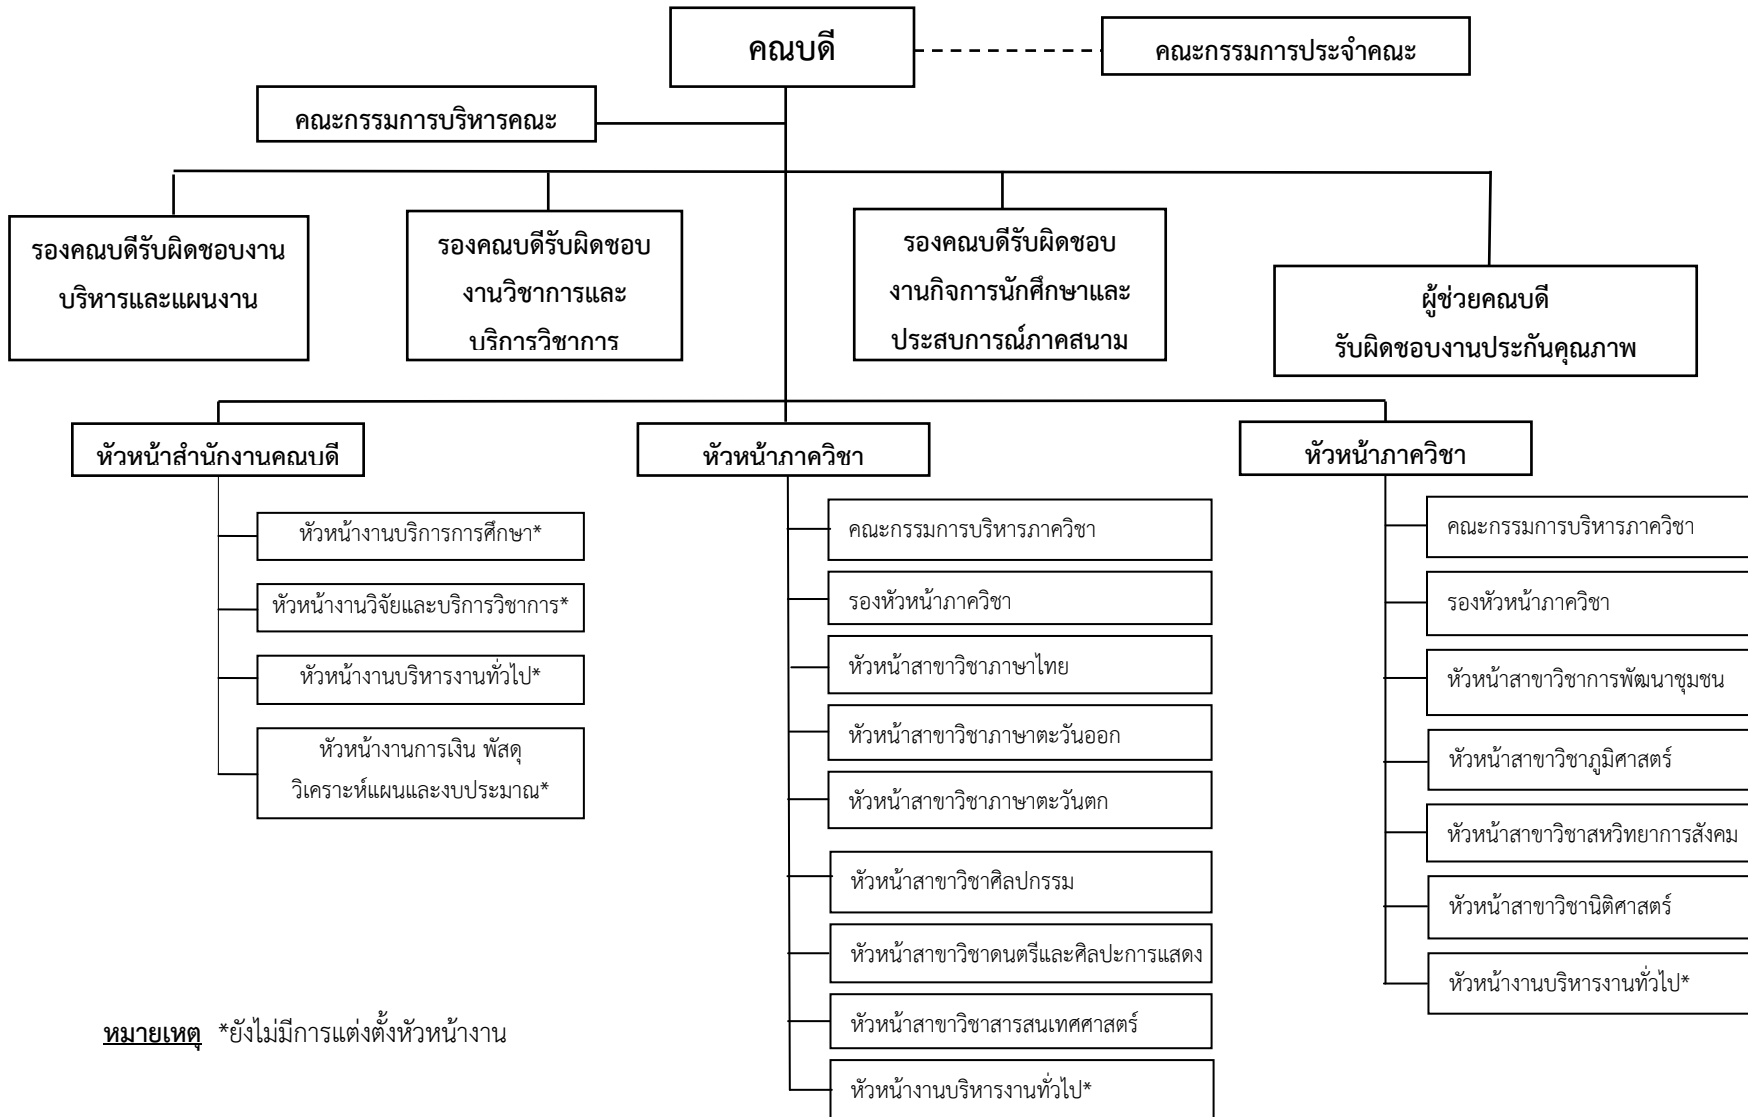 คณบดี
คณะกรรมการประจำคณะ
คณะกรรมการบริหารคณะ
รองคณบดีรับผิดชอบงาน
บริหารและแผนงาน
รองคณบดีรับผิดชอบ
งานวิชาการและ
บริการวิชาการ
รองคณบดีรับผิดชอบ
งานกิจการนักศึกษาและ
ประสบการณ์ภาคสนาม
ผู้ช่วยคณบดี
รับผิดชอบงานประกันคุณภาพ
หัวหน้าสำนักงานคณบดี
หัวหน้างานบริการการศึกษา*
หัวหน้างานวิจัยและบริการวิชาการ*
หัวหน้างานบริหารงานทั่วไป*
หัวหน้างานการเงิน พัสดุ
วิเคราะห์แผนและงบประมาณ*
หัวหน้าภาควิชา
คณะกรรมการบริหารภาควิชา
รองหัวหน้าภาควิชา
หัวหน้าสาขาวิชาภาษาไทย
หัวหน้าสาขาวิชาภาษาตะวันออก
หัวหน้าสาขาวิชาภาษาตะวันตก
หัวหน้าสาขาวิชาศิลปกรรม
หัวหน้าสาขาวิชาดนตรีและศิลปะการแสดง
หัวหน้าสาขาวิชาสารสนเทศศาสตร์
หัวหน้างานบริหารงานทั่วไป*
หัวหน้าภาควิชา
คณะกรรมการบริหารภาควิชา
รองหัวหน้าภาควิชา
หัวหน้าสาขาวิชาการพัฒนาชุมชน
หัวหน้าสาขาวิชาภูมิศาสตร์
หัวหน้าสาขาวิชาสหวิทยาการสังคม
หัวหน้าสาขาวิชานิติศาสตร์
หัวหน้างานบริหารงานทั่วไป*
หมายเหตุ *ยังไม่มีการแต่งตั้งหัวหน้างาน